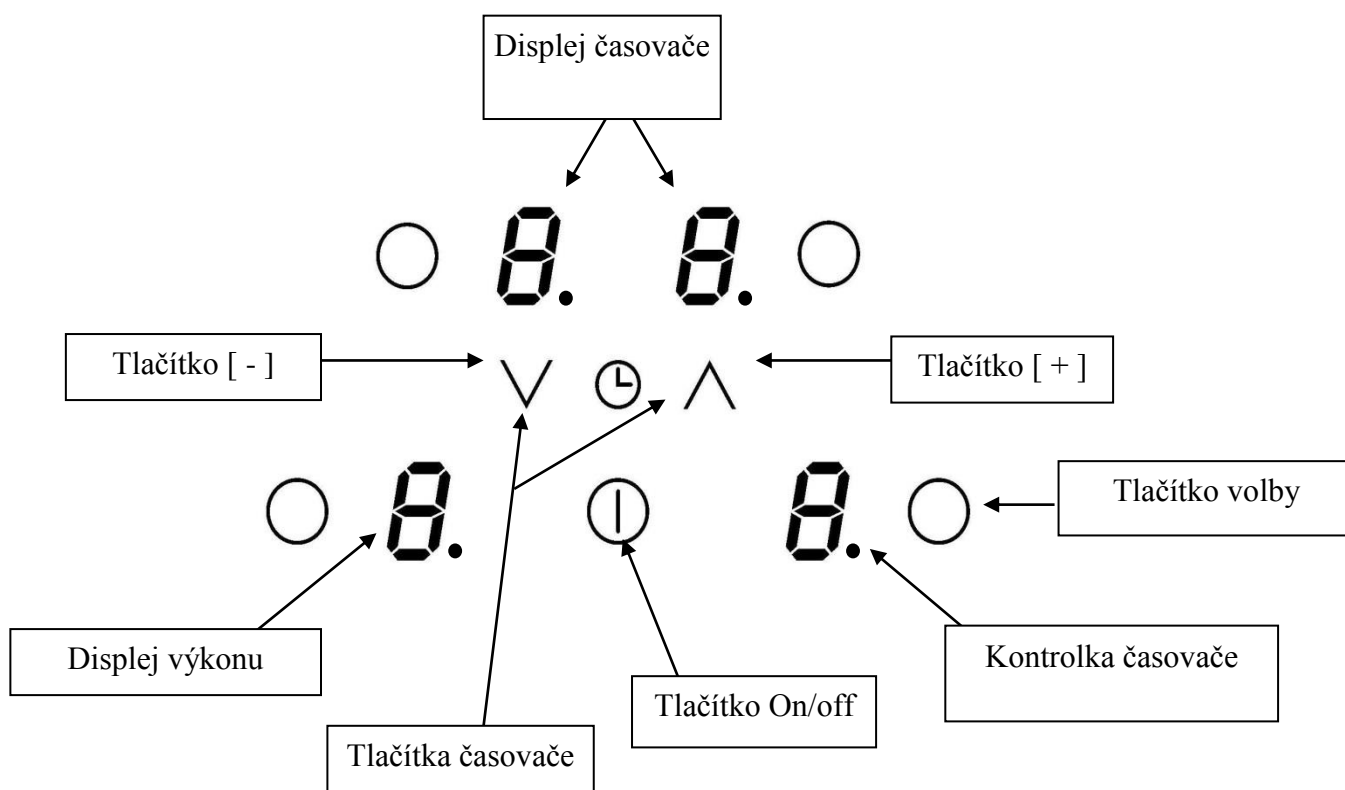 Displej časovače
Tlačítko [ - ]
Tlačítko [ + ]
Tlačítko volby
Displej výkonu
Kontrolka časovače
Tlačítko On/off
Tlačítka časovače